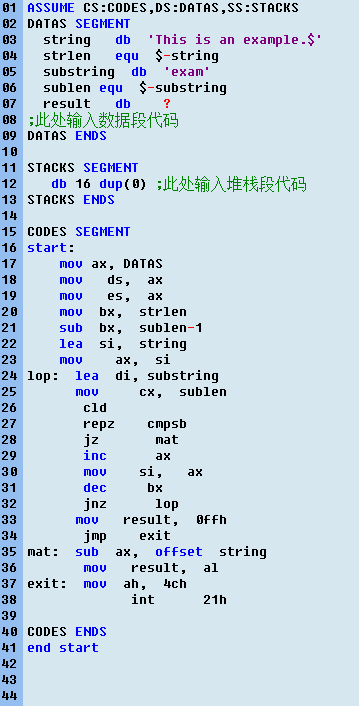 01 ASSUME CS:CODES,DS:DATAS,SS:STACKS
02 DATAS SEGMENT
03   string   db  'This is an example.$'
04   strlen   equ  $-string
05   substring  db  'exam'
06   sublen equ  $-substring
07   result   db    ?
08 ;此处输入数据段代码
09 DATAS ENDS
10
11 STACKS SEGMENT
12    db 16 dup(0) ;此处输入堆栈段代码
13 STACKS ENDS
14
15 CODES SEGMENT
16 start:
17     mov ax, DATAS
18     mov   ds,  ax
19     mov   es,  ax
20     mov  bx,  strlen
21     sub  bx,  sublen-1
22     lea  si,  string
23     mov    ax,  si
24 lop:  lea  di, substring
25       mov     cx,  sublen
26        cld
27        repz    cmpsb
28        jz       mat
29        inc      ax
30        mov    si,   ax
31        dec     bx
32        jnz      lop
33       mov   result,  0ffh
34        jmp    exit
35 mat:  sub  ax,  offset  string
36        mov   result,  al
37 exit:  mov  ah,  4ch
38              int      21h
39
40 CODES ENDS
41 end start
42
43
44